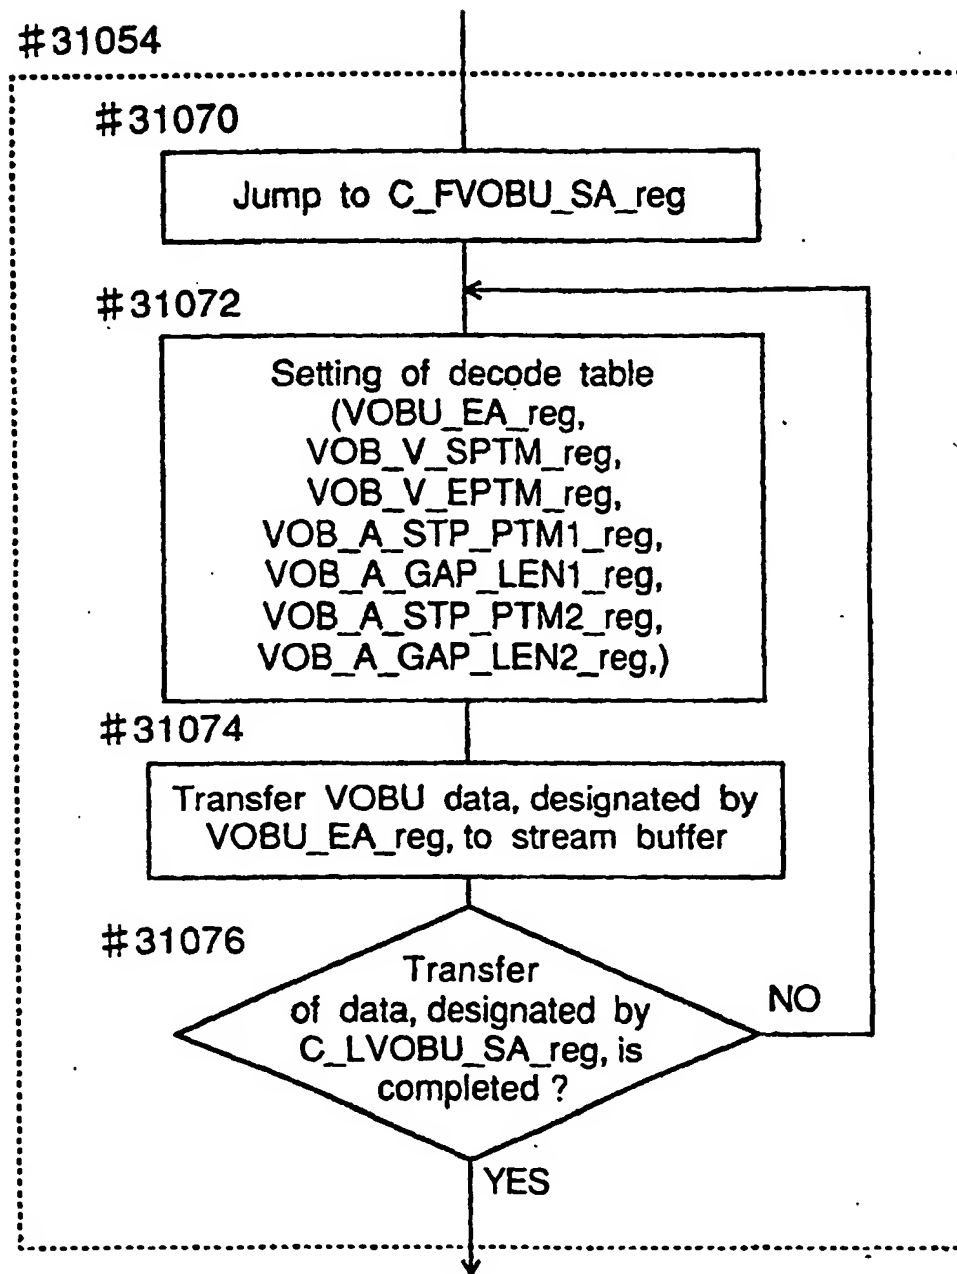 #31054
#31070
Jump to C_FVOBU_SA_reg
#31072
Setting of decode table
(VOBU_EA_reg,
VOB_V_SPTM_reg,
VOB_V_EPTM_reg,
VOB_A_STP_PTM1_reg,
VOB_A_GAP_LEN1_reg,
VOB_A_STP_PTM2_reg,
VOB_A_GAP_LEN2_reg,)
#31074
Transfer VOBU data, designated by
VOBU_EA_reg, to stream buffer
#31076
Transfer
of data, designated by
C_LVOBU_SA_reg, is
completed ?
NO
YES